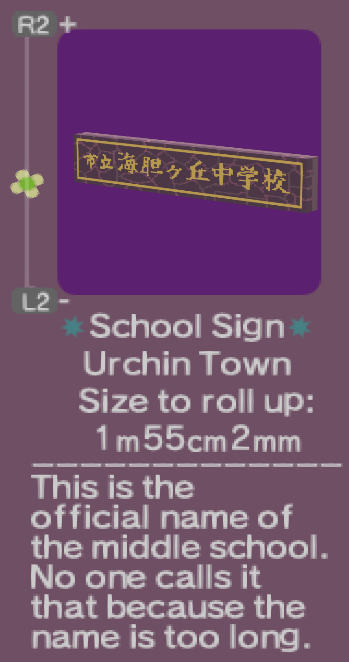 R2 +
市立海胆ヶ丘中学校
L2 -
School Sign
Urchin Town
Size to roll up:
1m55cm2mm
This is the
official name of
the middle school.
No one calls it
that because the
name is too long.